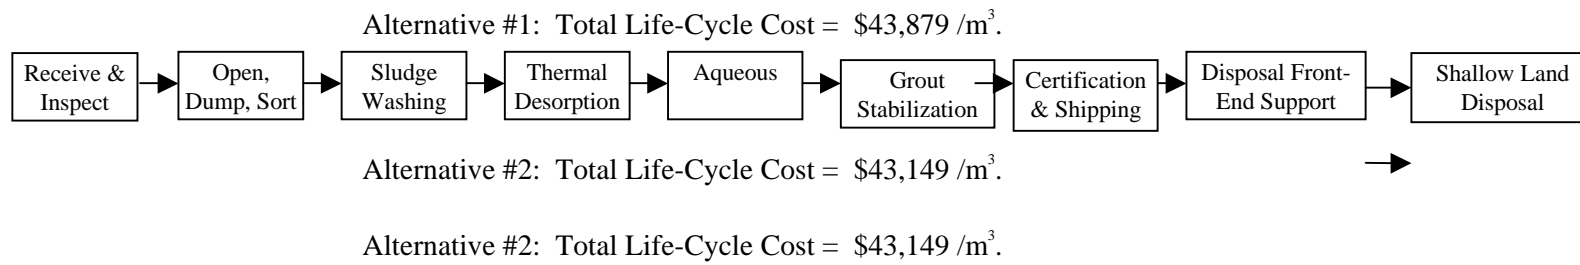 Alternative #1: Total Life-Cycle Cost = $43,879 /m³.
Receive &
Inspect
Open,
Dump, Sort
Sludge
Washing
Thermal
Desorption
Aqueous
Grout
Stabilization
Certification
& Shipping
Disposal Front-
End Support
Shallow Land
Disposal
Alternative #2: Total Life-Cycle Cost = $43,149 /m³.
Alternative #2: Total Life-Cycle Cost = $43,149 /m³.